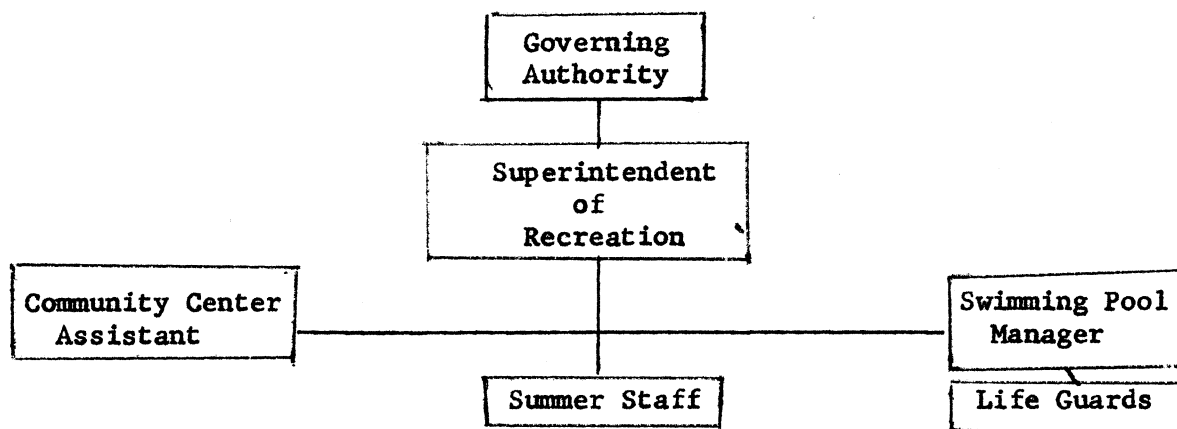 Governing
Authority
Superintendent
of
Recreation
Community Center
Assistant
Swimming Pool
Manager
Summer Staff
Life Guards